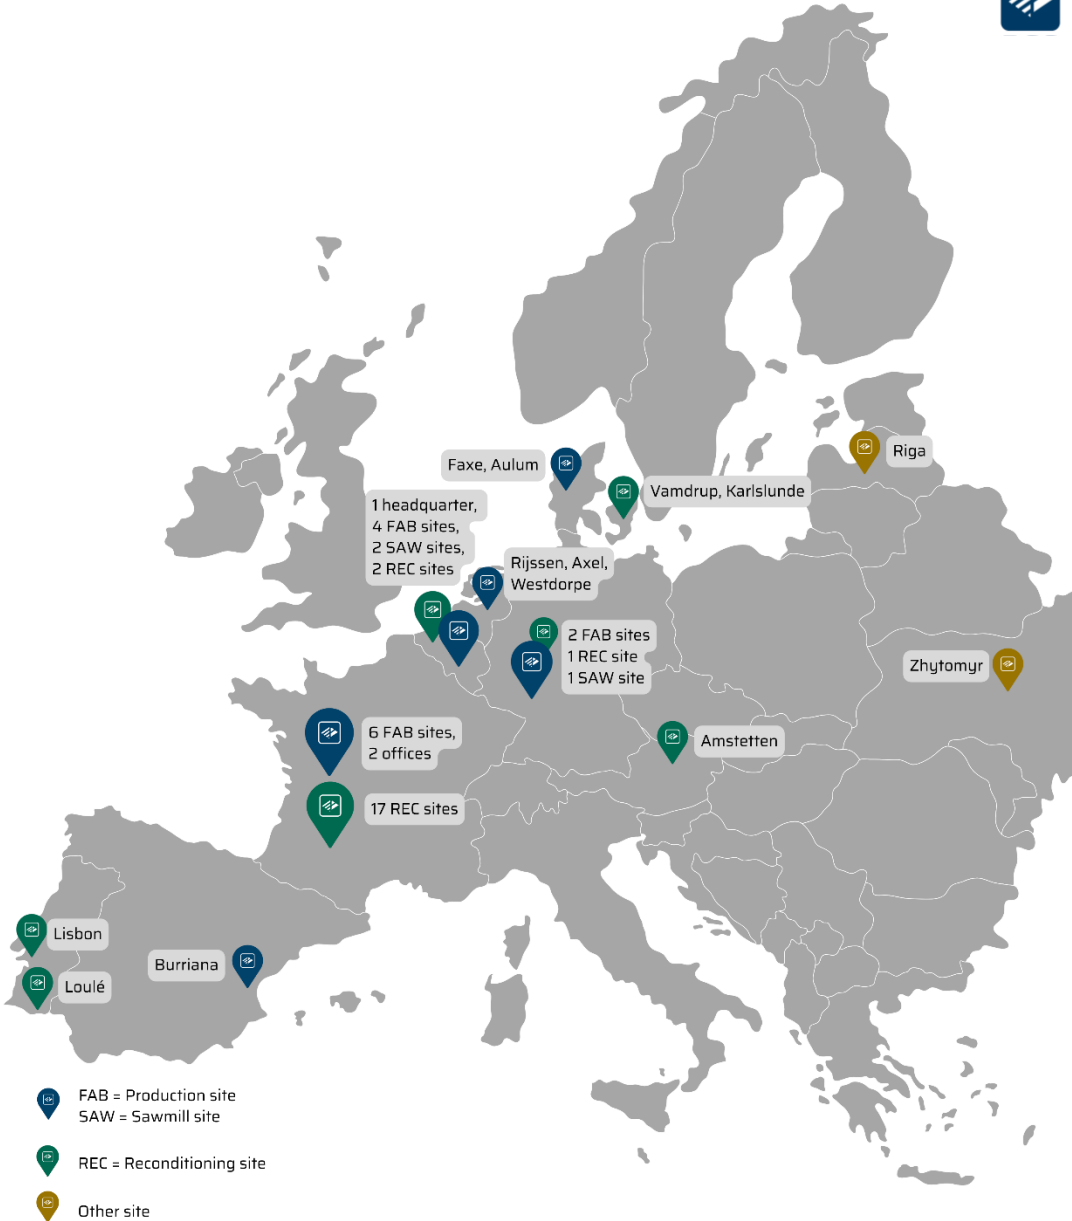 Riga
Faxe, Aulum
Vamdrup, Karlslunde
1 headquarter,
4 FAB sites,
2 SAW sites,
2 REC sites
Rijssen, Axel,
Westdorpe
2 FAB sites
1 REC site
1 SAW site
Zhytomyr
6 FAB sites,
2 offices
Amstetten
17 REC sites
Lisbon
Burriana
Loulé
FAB = Production site
SAW = Sawmill site
REC = Reconditioning site
Other site